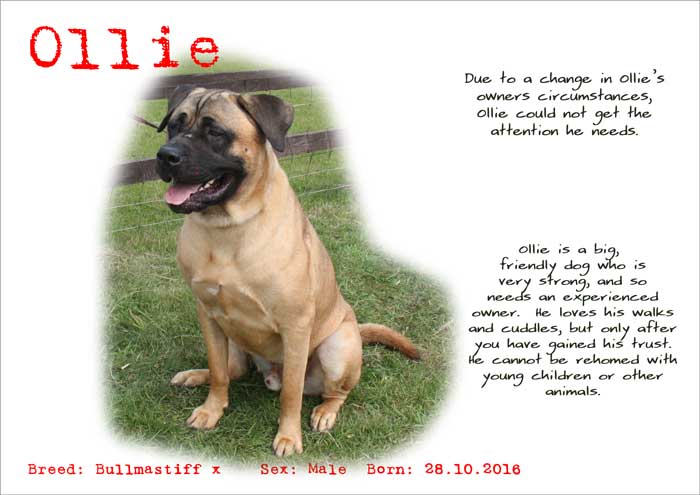 Ollie
Due to a change in Ollie's
owners circumstances,
Ollie could not get the
attention he needs.
Ollie is a big,
friendly dog who is
very strong, and so
needs an experienced
owner. He loves his walks
and cuddles, but only after
you have gained his trust.
He cannot be rehomed with
young children or other
animals.
Breed: Bullmastiff x Sex: Male Born: 28.10.2016